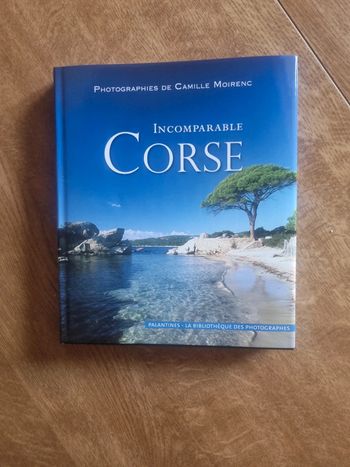 Photographies de Camille Moirenc
Incomparable
Corse
PALANTINES • LA BIBLIOTHÈQUE DES PHOTOGRAPHES